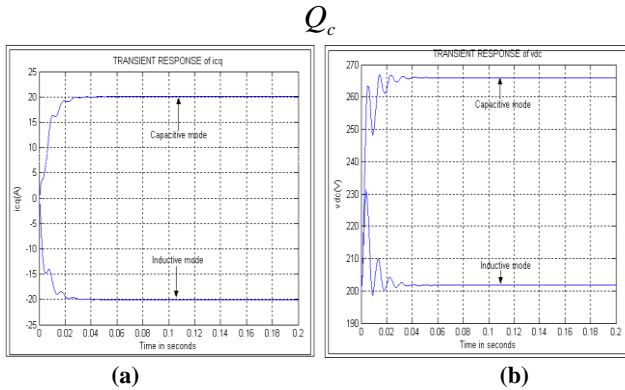 Q_c
TRANSIENT RESPONSE of icq
25
20
15
10
5
0
-5
-10
-15
-20
-25
icq(A)
Capacitive mode
Inductive mode
0 0.02 0.04 0.06 0.08 0.1 0.12 0.14 0.16 0.18 0.2
Time in seconds
(a)
TRANSIENT RESPONSE of vdc
270
260
250
240
230
220
210
200
190
vdc(V)
Capacitive mode
Inductive mode
0 0.02 0.04 0.06 0.08 0.1 0.12 0.14 0.16 0.18 0.2
Time in seconds
(b)